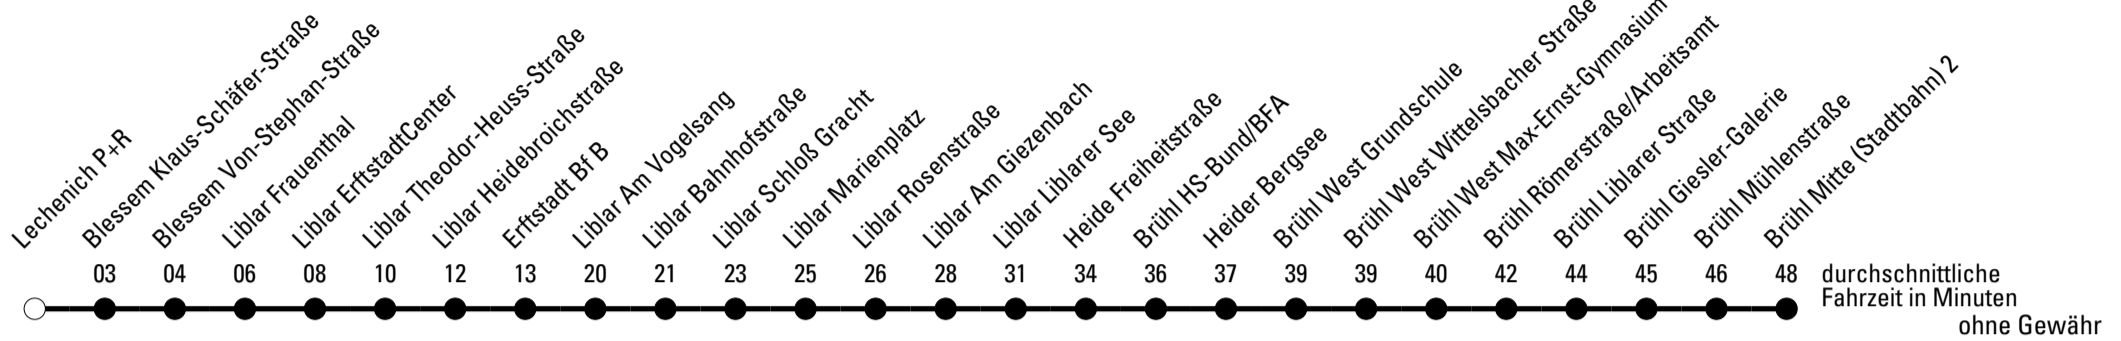 Lechenich P+R
Blessem Klaus-Schäfer-Straße
Blessem Von-Stephan-Straße
Liblar Frauenthal
Liblar ErftstadtCenter
Liblar Theodor-Heuss-Straße
Liblar Heidebroichstraße
Erftstadt Bf B
Liblar Am Vogelsang
Liblar Bahnhofstraße
Liblar Schloß Gracht
Liblar Marienplatz
Liblar Rosenstraße
Liblar Am Giezenbach
Liblar Liblarer See
Heide Freiheitstraße
Brühl HS-Bund/BFA
Heider Bergsee
Brühl West Grundschule
Brühl West Wittelsbacher Straße
Brühl West Max-Ernst-Gymnasium
Brühl Römerstraße/Arbeitsamt
Brühl Liblarer Straße
Brühl Giesler-Galerie
Brühl Mühlenstraße
Brühl Mitte (Stadtbahn) 2
03 04 06 08 10 12 13 20 21 23 25 26 28 31 34 36 37 39 39 40 42 44 45 46 48
durchschnittliche
Fahrzeit in Minuten
ohne Gewähr